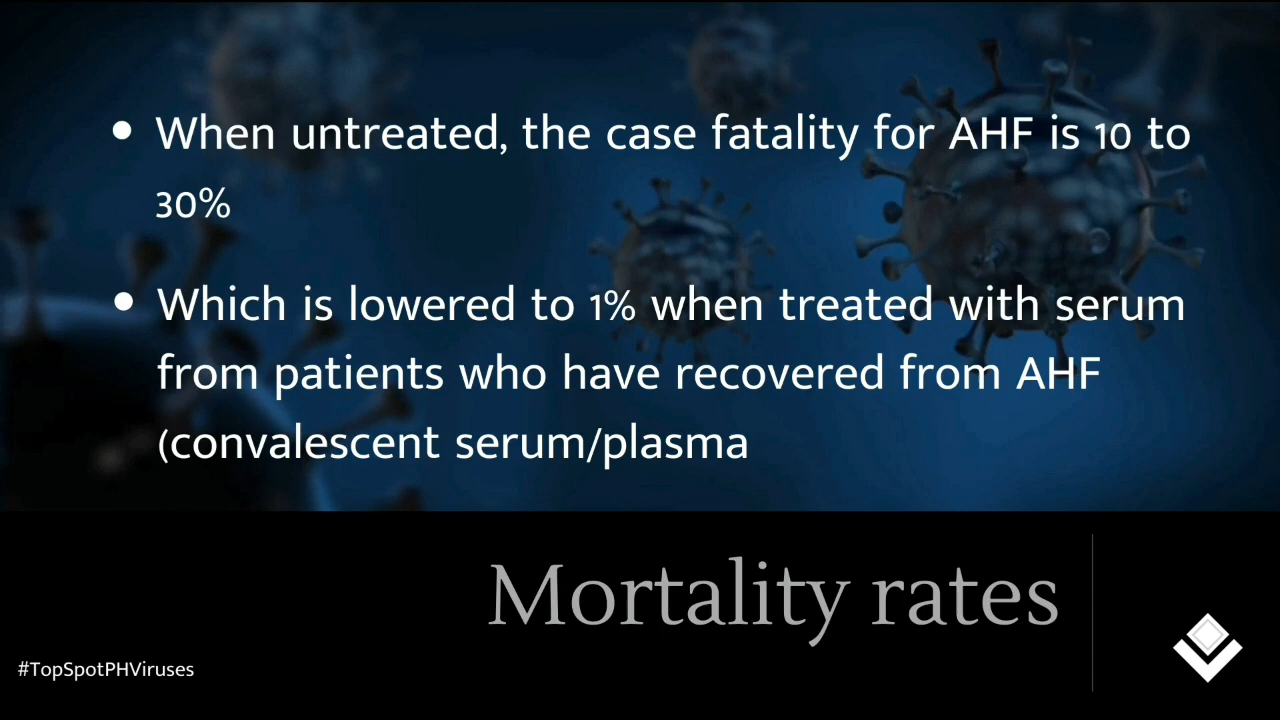 • When untreated, the case fatality for AHF is 10 to
30%
• Which is lowered to 1% when treated with serum
from patients who have recovered from AHF
(convalescent serum/plasma
Mortality rates
#TopSpotPHViruses